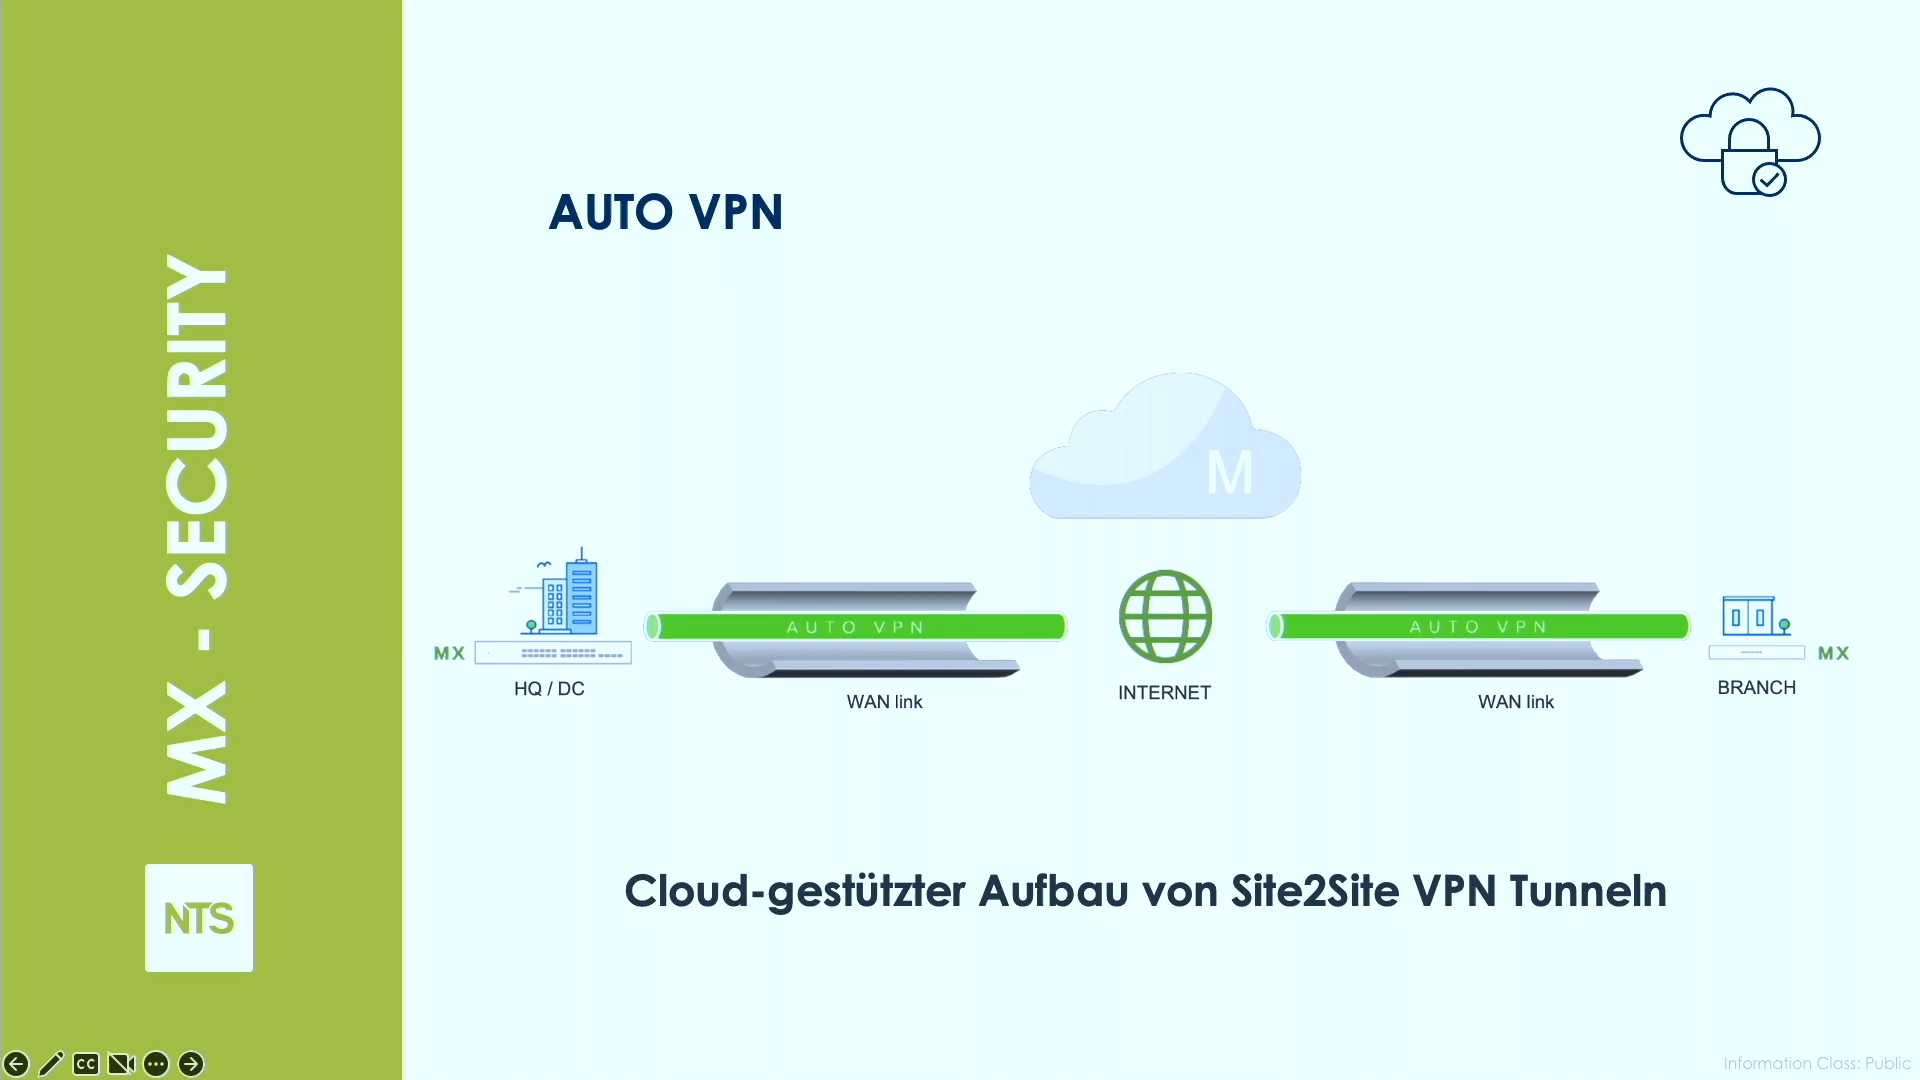 MX - SECURITY
NTS
AUTO VPN
M
AUTO VPN
AUTO VPN
MX
MX
HQ / DC
WAN link
INTERNET
WAN link
BRANCH
Cloud-gestützter Aufbau von Site2Site VPN Tunneln
CC
Information Class: Public